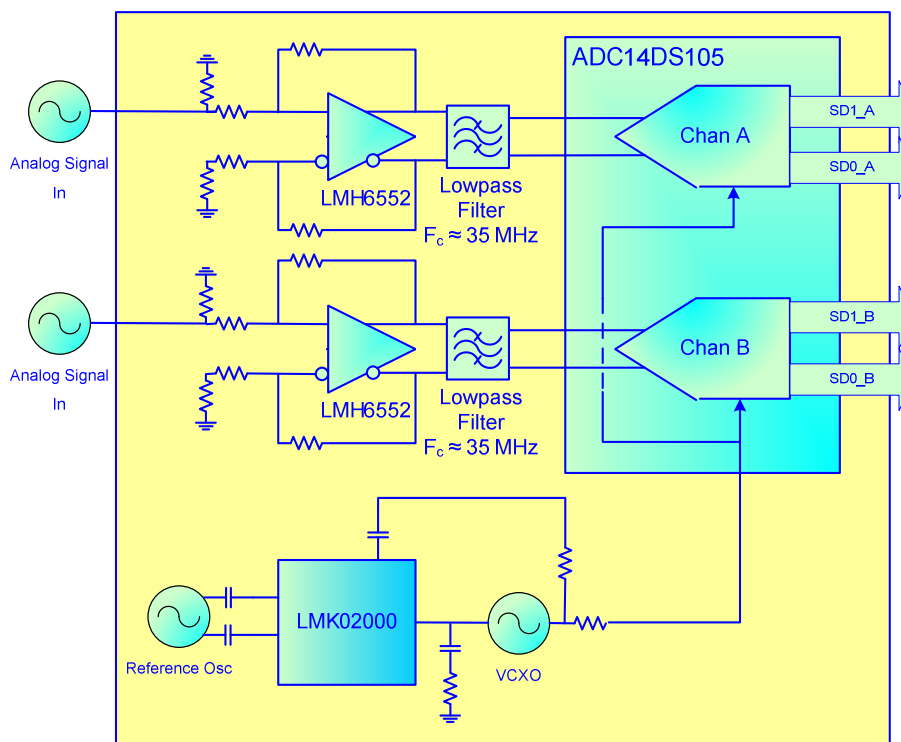 ADC14DS105
Analog Signal
In
LMH6552
Lowpass
Filter
Fc ≈ 35 MHz
Chan A
SD1_A
SD0_A
Analog Signal
In
LMH6552
Lowpass
Filter
Fc ≈ 35 MHz
Chan B
SD1_B
SD0_B
Reference Osc
LMK02000
VCXO